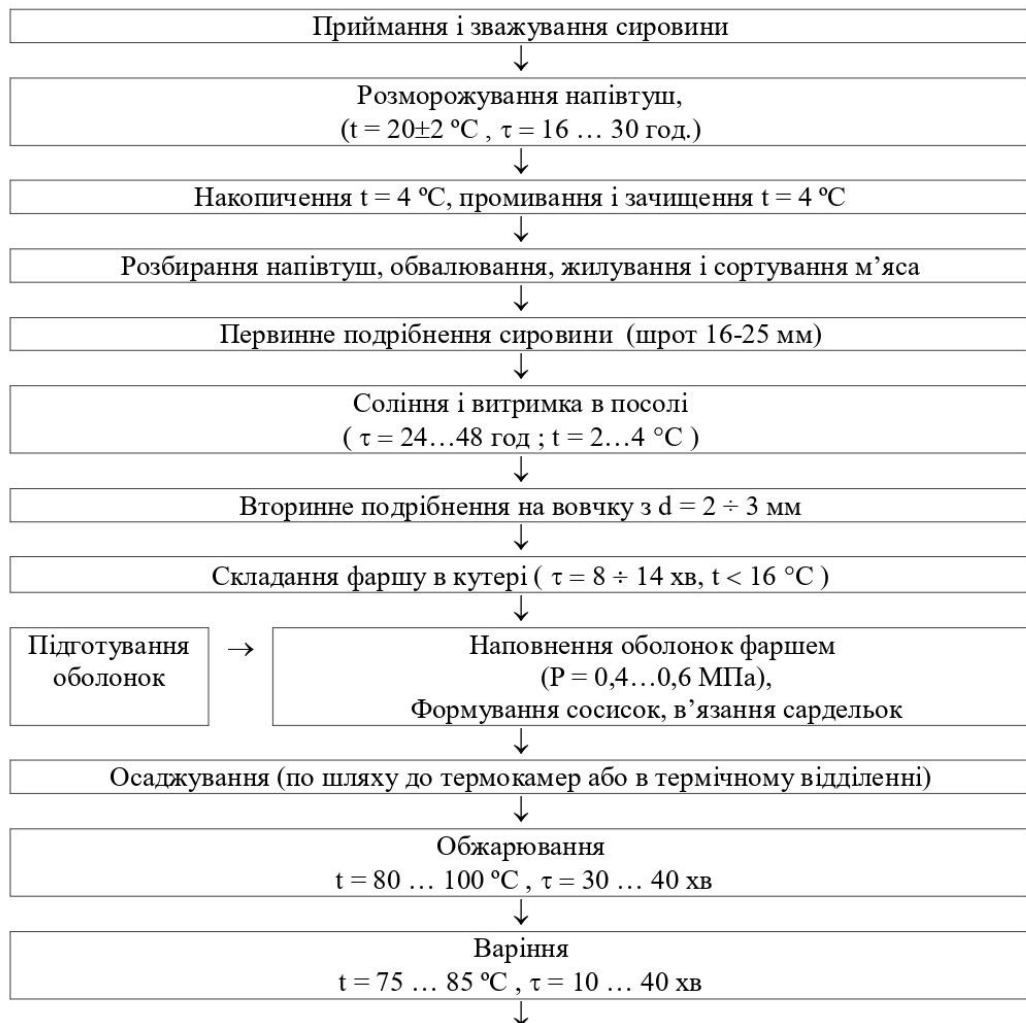 Приймання і зважування сировини
↓
Розморожування напівтуш,
(t = 20±2 ºС , τ = 16 … 30 год.)
↓
Накопичення t = 4 ºС, промивання і зачищення t = 4 ºС
↓
Розбирання напівтуш, обвалювання, жилування і сортування м’яса
↓
Первинне подрібнення сировини (шрот 16-25 мм)
↓
Соління і витримка в посолі
( τ = 24…48 год ; t = 2…4 °С )
↓
Вторинне подрібнення на вовчку з d = 2 ÷ 3 мм
↓
Складання фаршу в кутері ( τ = 8 ÷ 14 хв, t < 16 °С )
↓
Підготування
оболонок
→
Наповнення оболонок фаршем
(Р = 0,4…0,6 МПа),
Формування сосисок, в’язання сардельок
↓
Осаджування (по шляху до термокамер або в термічному відділенні)
↓
Обжарювання
t = 80 … 100 ºС , τ = 30 … 40 хв
↓
Варіння
t = 75 … 85 ºС , τ = 10 … 40 хв
↓